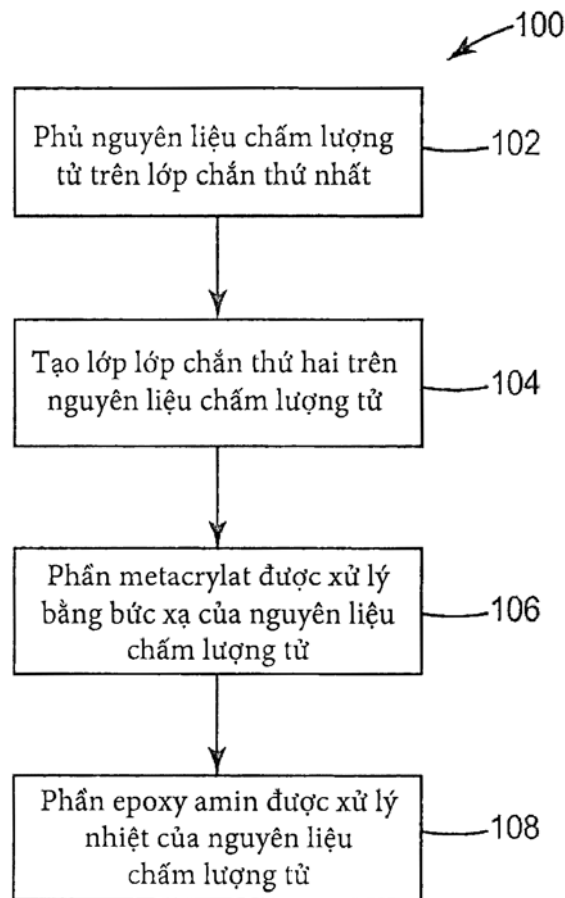 100
Phủ nguyên liệu chấm lượng
tử trên lớp chắn thứ nhất
102
Tạo lớp lớp chắn thứ hai trên
nguyên liệu chấm lượng tử
104
Phần metacrylat được xử lý
bằng bức xạ của nguyên liệu
chấm lượng tử
106
Phần epoxy amin được xử lý
nhiệt của nguyên liệu
chấm lượng tử
108